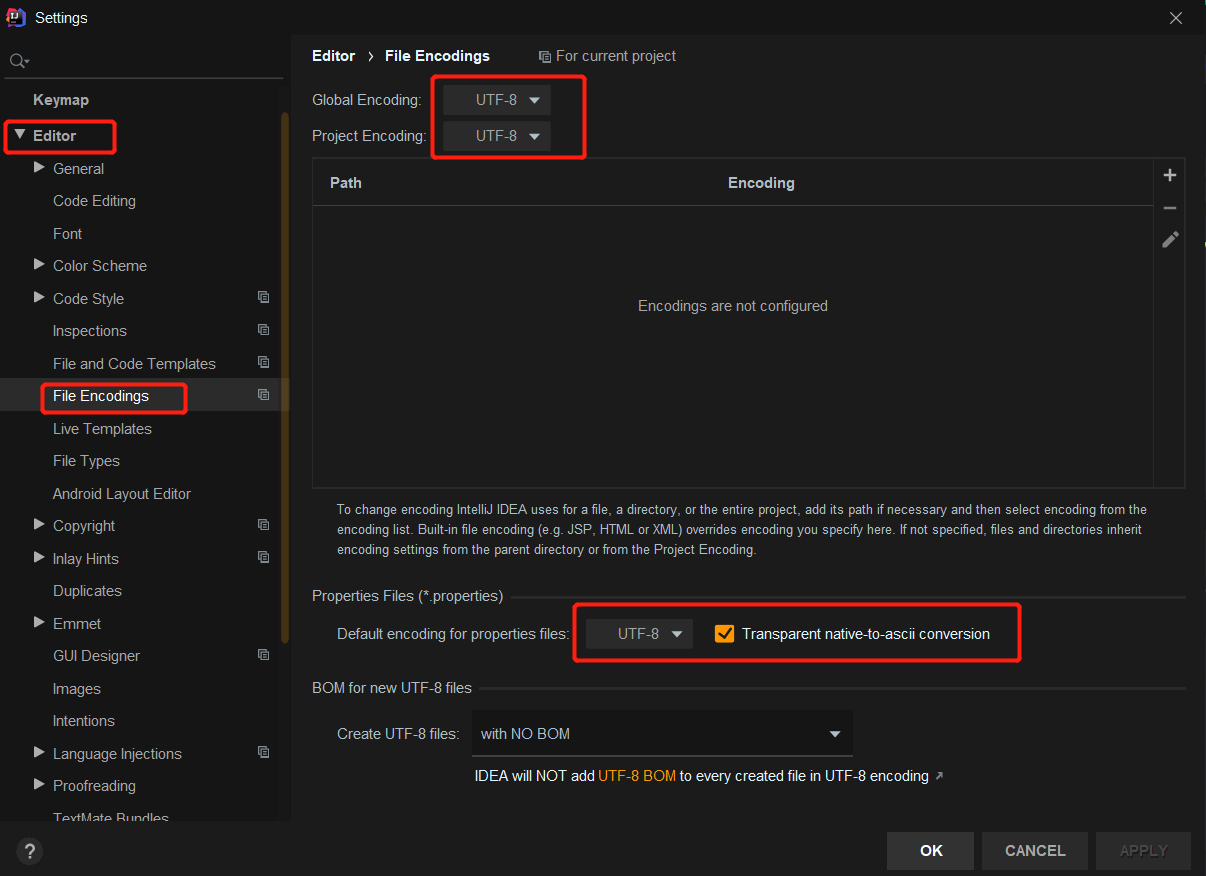 Settings
Keymap
Editor
General
Code Editing
Font
Color Scheme
Code Style
Inspections
File and Code Templates
File Encodings
Live Templates
File Types
Android Layout Editor
Copyright
Inlay Hints
Duplicates
Emmet
GUI Designer
Images
Intentions
Language Injections
Proofreading
TextMate Bundles
Editor › File Encodings For current project
Global Encoding: UTF-8
Project Encoding: UTF-8
Path Encoding
Encodings are not configured
To change encoding IntelliJ IDEA uses for a file, a directory, or the entire project, add its path if necessary and then select encoding from the
encoding list. Built-in file encoding (e.g. JSP, HTML or XML) overrides encoding you specify here. If not specified, files and directories inherit
encoding settings from the parent directory or from the Project Encoding.
Properties Files (*.properties)
Default encoding for properties files: UTF-8 Transparent native-to-ascii conversion
BOM for new UTF-8 files
Create UTF-8 files: with NO BOM
IDEA will NOT add UTF-8 BOM to every created file in UTF-8 encoding ↗
? OK CANCEL APPLY